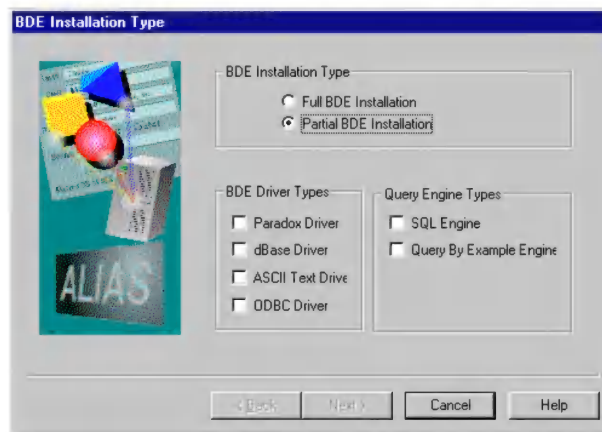 BDE Installation Type
BDE Installation Type
Full BDE Installation
Partial BDE Installation
BDE Driver Types
Paradox Driver
dBase Driver
ASCII Text Drive
ODBC Driver
Query Engine Types
SQL Engine
Query By Example Engine
ALIAS
< Back
Next >
Cancel
Help